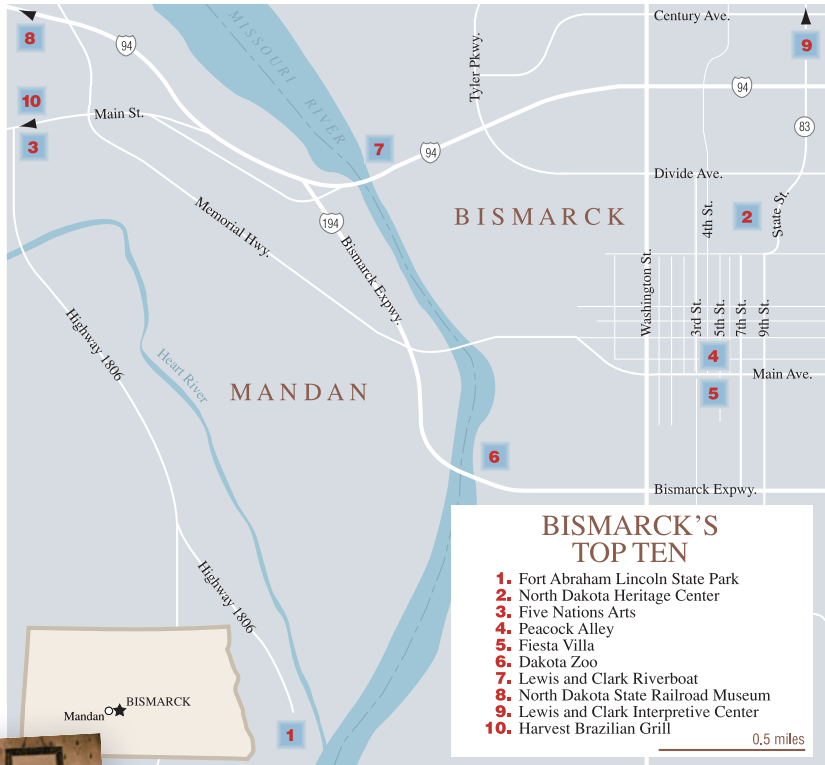 8
94
MISSOURI RIVER
Tyler Pkwy.
Century Ave.
9
10
Main St.
3
7
94
94
83
Divide Ave.
Memorial Hwy.
194
Bismarck Expwy.
BISMARCK
4th St.
2
State St.
Washington St.
3rd St.
5th St.
7th St.
9th St.
Highway 1806
Heart River
MANDAN
4
Main Ave.
5
6
Bismarck Expwy.
Highway 1806
1
BISMARCK
Mandan
BISMARCK'S
TOP TEN
1. Fort Abraham Lincoln State Park
2. North Dakota Heritage Center
3. Five Nations Arts
4. Peacock Alley
5. Fiesta Villa
6. Dakota Zoo
7. Lewis and Clark Riverboat
8. North Dakota State Railroad Museum
9. Lewis and Clark Interpretive Center
10. Harvest Brazilian Grill
0.5 miles